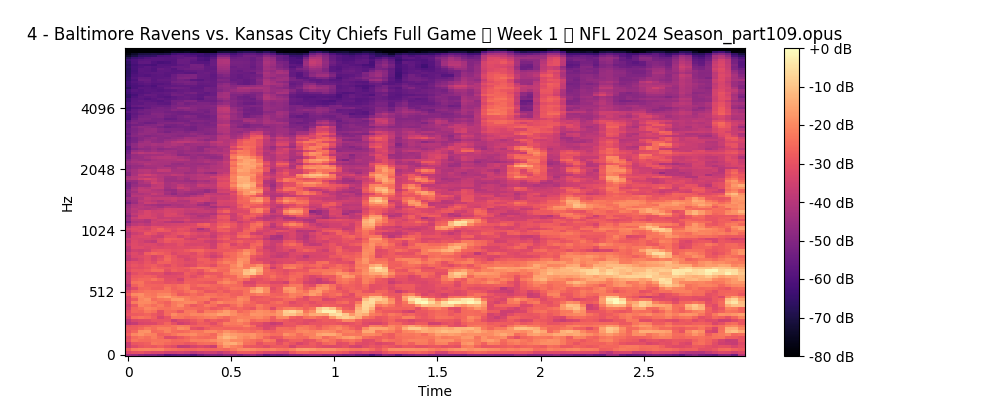 4 - Baltimore Ravens vs. Kansas City Chiefs Full Game ▯ Week 1 ▯ NFL 2024 Season_part109.opus
+0 dB
-10 dB
-20 dB
-30 dB
-40 dB
-50 dB
-60 dB
-70 dB
-80 dB
Hz
4096
2048
1024
512
0
0
0.5
1
1.5
2
2.5
Time